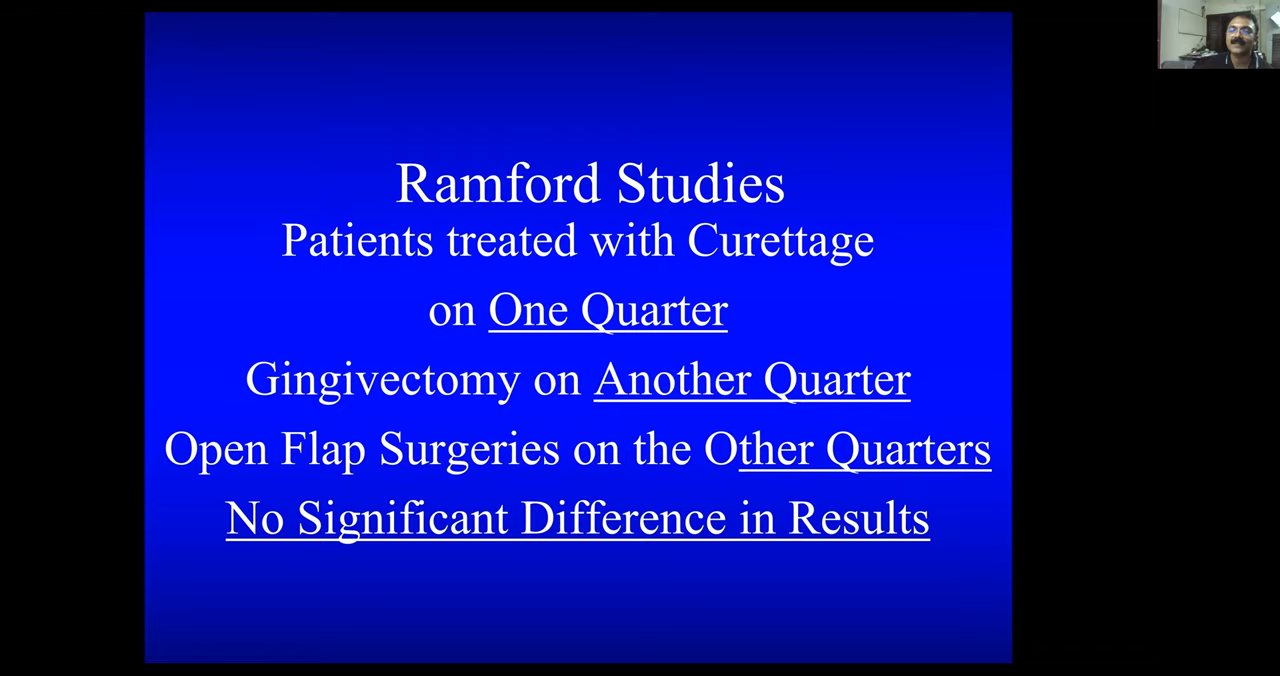 Ramford Studies
Patients treated with Curettage
on One Quarter
Gingivectomy on Another Quarter
Open Flap Surgeries on the Other Quarters
No Significant Difference in Results